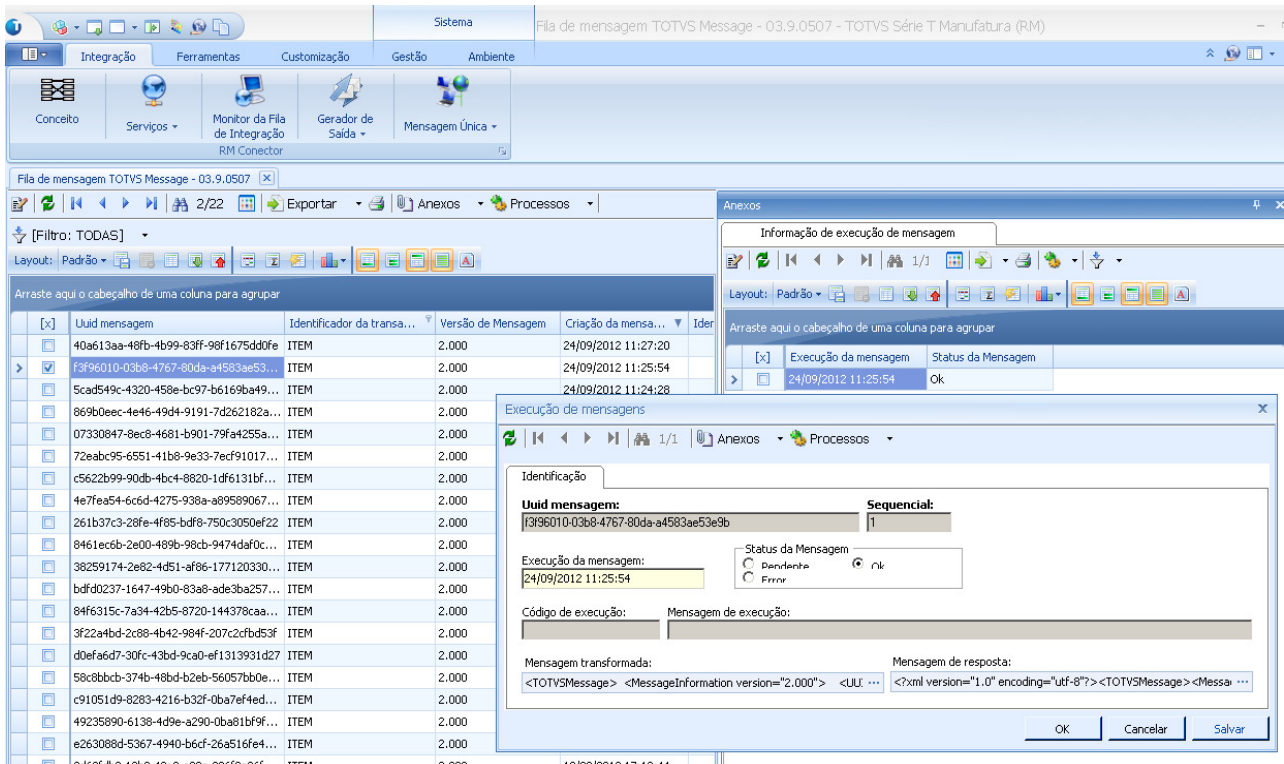 Sistema
Fila de mensagem TOTVS Message - 03.9.0507 - TOTVS Série T Manufatura (RM)
Integração Ferramentas Customização Gestão Ambiente
Conceito
Serviços
Monitor da Fila de Integração
Gerador de Saída
Mensagem Única
RM Conector
Fila de mensagem TOTVS Message - 03.9.0507
2/22 Exportar Anexos Processos
[Filtro: TODAS]
Layout: Padrão
Arraste aqui o cabeçalho de uma coluna para agrupar
[x] Uuid mensagem Identificador da transa... Versão de Mensagem Criação da mensa... Ider
40a613aa-48fb-4b99-83ff-98f1675dd0fe ITEM 2.000 24/09/2012 11:27:20
f3f96010-03b8-4767-80da-a4583ae53... ITEM 2.000 24/09/2012 11:25:54
5cad549c-4320-458e-bc97-b6169ba49... ITEM 2.000 24/09/2012 11:24:28
869b0eec-4e46-49d4-9191-7d262182a... ITEM 2.000
07330847-8ec8-4681-b901-79fa4255a... ITEM 2.000
72eabc95-6551-41b8-9e33-7ecf91017... ITEM 2.000
c5622b99-90db-4bc4-8820-1df6131bf... ITEM 2.000
4e7fea54-6c6d-4275-938a-a89589067... ITEM 2.000
261b37c3-28fe-4f85-bdf8-750c3050ef22 ITEM 2.000
8461ec6b-2e00-489b-98cb-9474daf0c... ITEM 2.000
38259174-2e82-4d51-af86-177120330... ITEM 2.000
bdfd0237-1647-49b0-83a8-ade3ba257... ITEM 2.000
84f6315c-7a34-42b5-8720-144378caa... ITEM 2.000
3f22a4bd-2c88-4b42-984f-207c2cfbd53f ITEM 2.000
d0efa6d7-30fc-43bd-9ca0-ef1313931d27 ITEM 2.000
58c8bbcb-374b-48bd-b2eb-56057bb0e... ITEM 2.000
c91051d9-8283-4216-b32f-0ba7ef4ed... ITEM 2.000
49235890-6138-4d9e-a290-0ba81bf9f... ITEM 2.000
e263088d-5367-4940-b6cf-26a516fe4... ITEM 2.000
Anexos
Informação de execução de mensagem
1/1
Layout: Padrão
Arraste aqui o cabeçalho de uma coluna para agrupar
[x] Execução da mensagem Status da Mensagem
24/09/2012 11:25:54 Ok
Execução de mensagens
1/1 Anexos Processos
Identificação
Uuid mensagem: Sequencial:
f3f96010-03b8-4767-80da-a4583ae53e9b 1
Execução da mensagem: Status da Mensagem
24/09/2012 11:25:54 Pendente Ok
Error
Código de execução: Mensagem de execução:
Mensagem transformada: Mensagem de resposta:
<TOTVSMessage> <MessageInformation version="2.000"> <UUI ... <?xml version="1.0" encoding="utf-8"?><TOTVSMessage><Messa ...
OK Cancelar Salvar